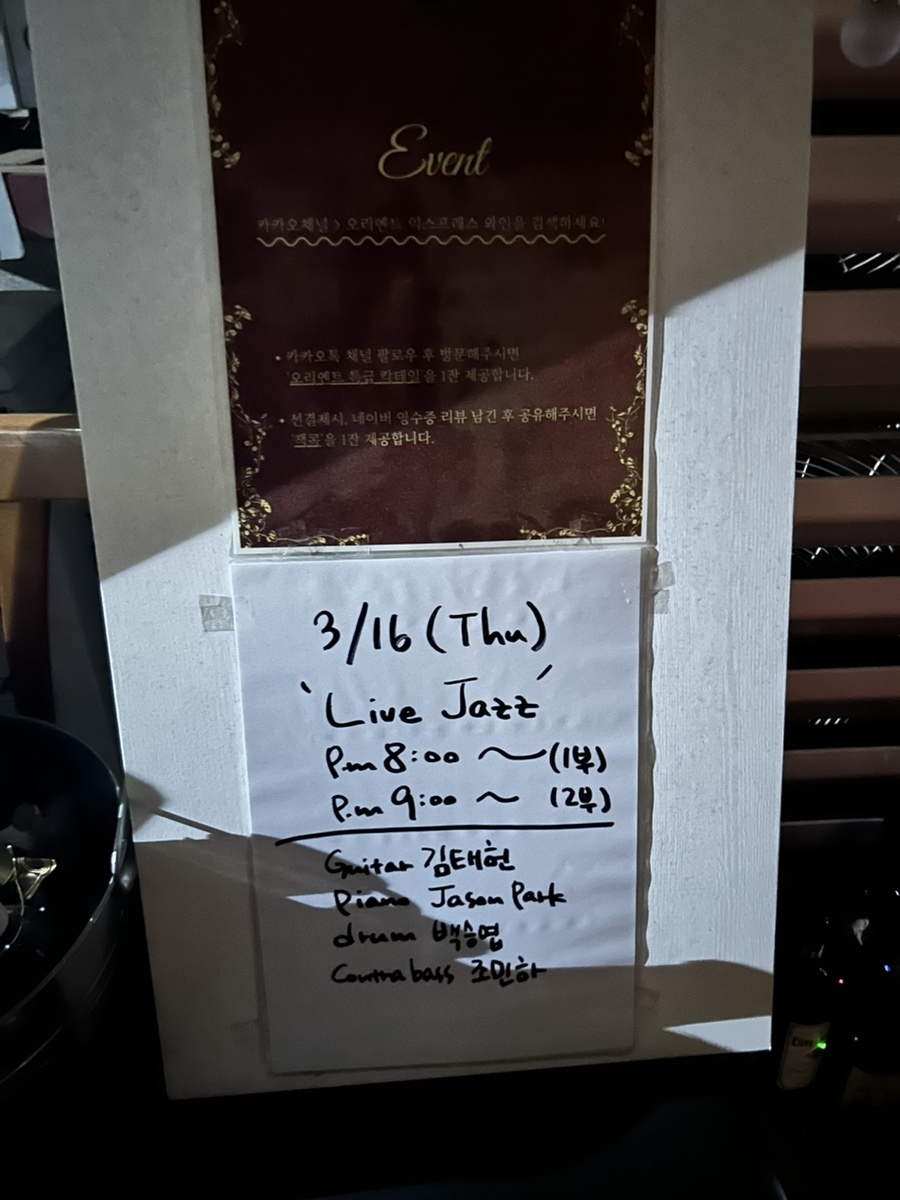 Event
카카오채널 > 오리엔트 익스프레스 와인을 검색하세요!
• 카카오톡 채널 팔로우 후 방문해주시면
'오리엔트 특급 칵테일'을 1잔 제공합니다.
• 선결제시, 네이버 영수증 리뷰 남긴 후 공유해주시면
'잭콕'을 1잔 제공합니다.
3/16 (Thu)
'Live Jazz'
P.m 8:00 ~ (1부)
P.m 9:00 ~ (2부)
Guitar 김태헌
Piano Jason Park
drum 백승엽
Contrabass 조민하